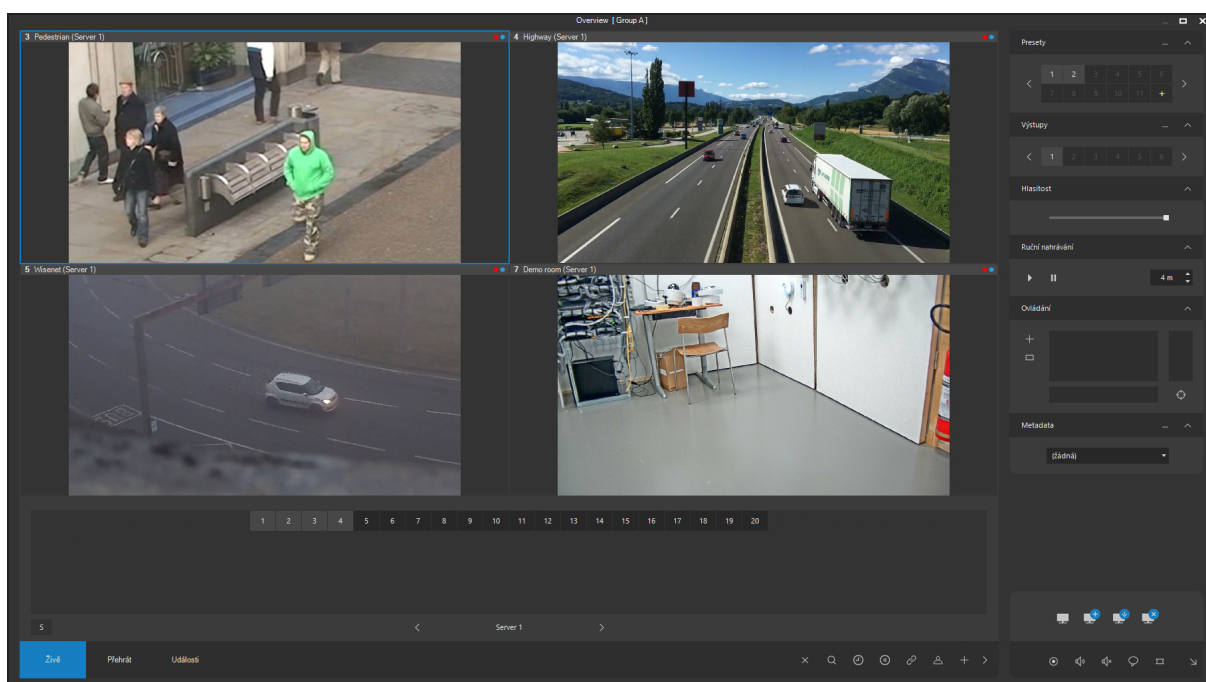 Overview [ Group A ]
3 Pedestrian (Server 1)
4 Highway (Server 1)
5 Wisenet (Server 1)
7 Demo room (Server 1)
Presety
1 2 3 4 5 6
7 8 9 10 11 +
Výstupy
1 2 3 4 5 6
Hlasitost
Ruční nahrávání
4 m
Ovládání
Metadata
(žádná)
1 2 3 4 5 6 7 8 9 10 11 12 13 14 15 16 17 18 19 20
S
Server 1
Živě
Přehrát
Události